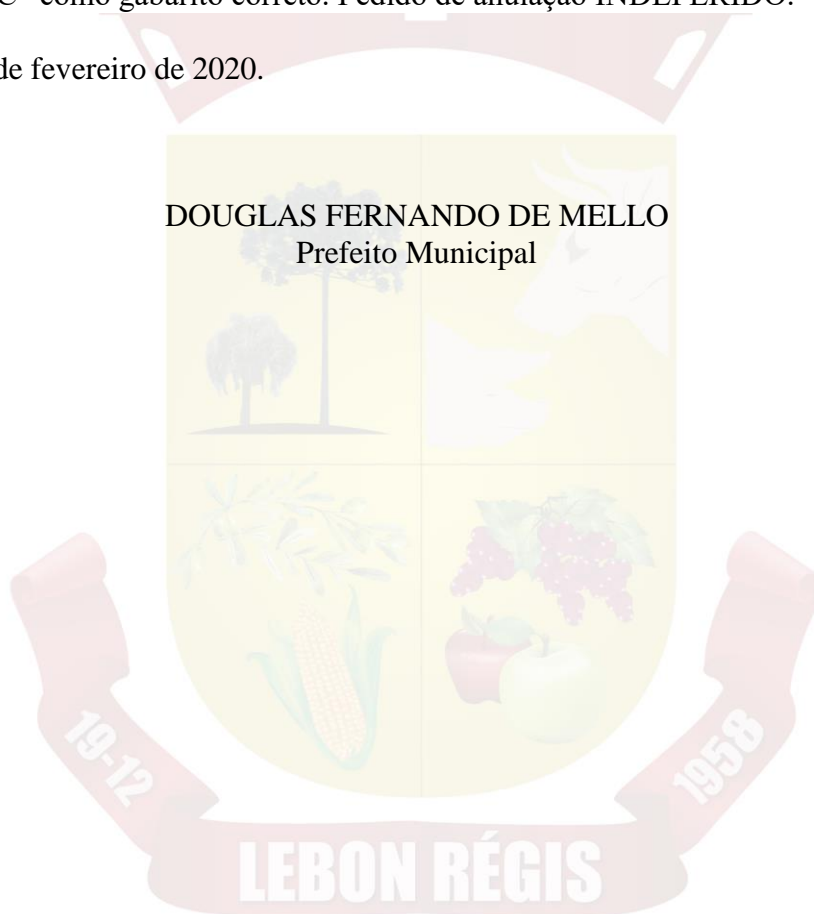 como gabarito correto. Pedido de anulação INDEFERIDO.
de fevereiro de 2020.
DOUGLAS FERNANDO DE MELLO
Prefeito Municipal
19-12
1958
LEBON RÉGIS